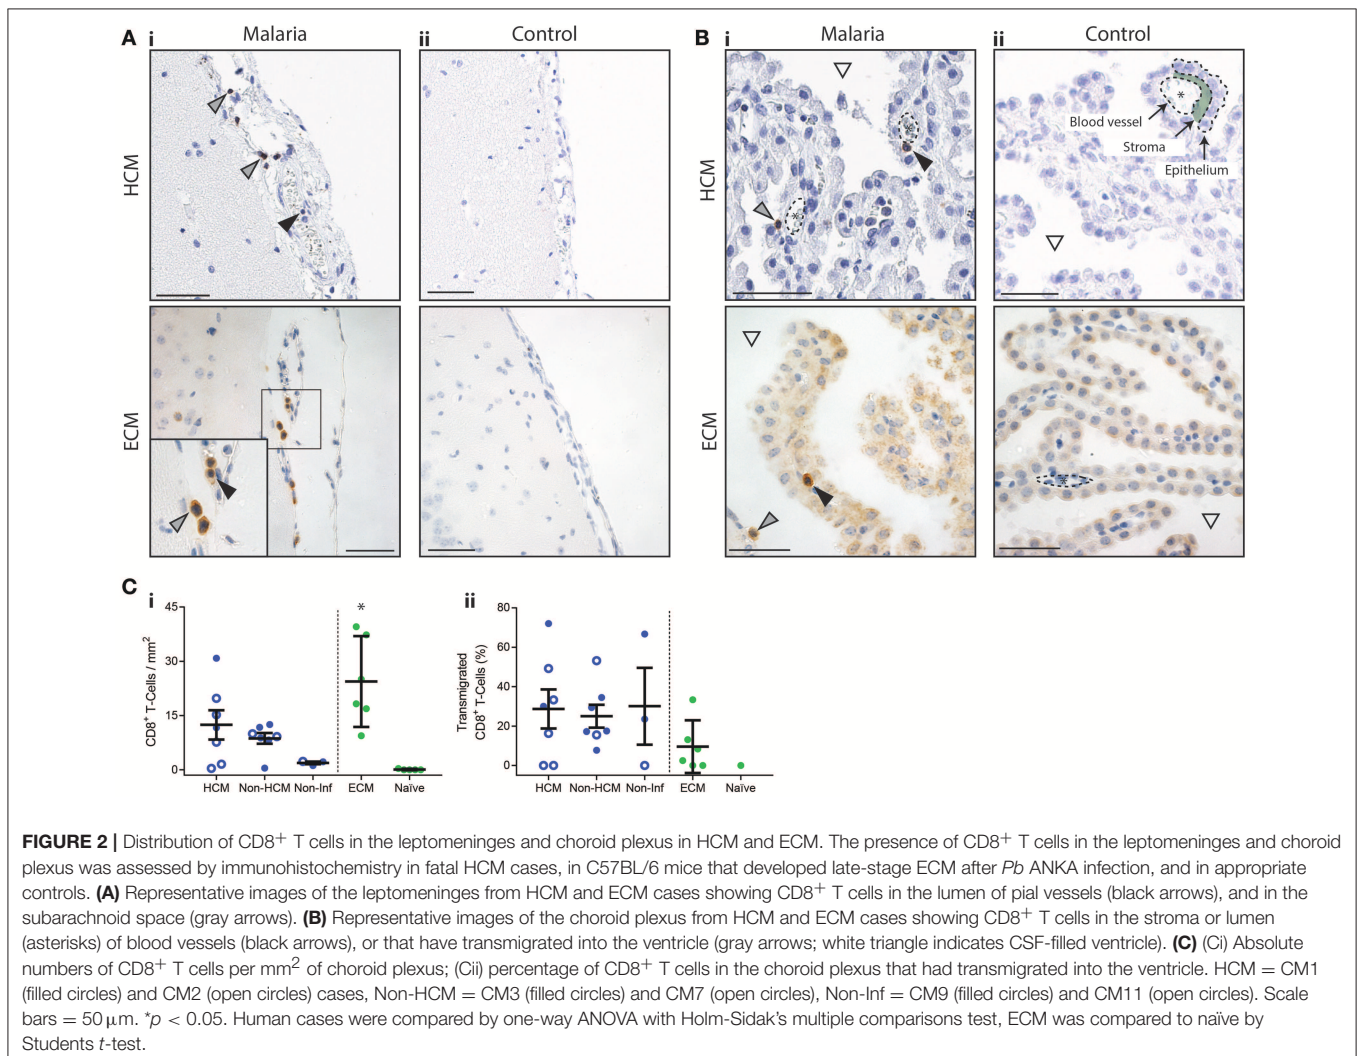 A i Malaria ii Control B i Malaria ii Control
HCM
HCM
*
*
*
Blood vessel
Stroma
Epithelium
ECM
ECM
*
C i ii
CD8+ T-Cells / mm2
45
30
15
0
*
HCM Non-HCM Non-Inf ECM Naïve
Transmigrated
CD8+ T-Cells (%)
80
60
40
20
0
HCM Non-HCM Non-Inf ECM Naïve
FIGURE 2 | Distribution of CD8+ T cells in the leptomeninges and choroid plexus in HCM and ECM. The presence of CD8+ T cells in the leptomeninges and choroid
plexus was assessed by immunohistochemistry in fatal HCM cases, in C57BL/6 mice that developed late-stage ECM after Pb ANKA infection, and in appropriate
controls. (A) Representative images of the leptomeninges from HCM and ECM cases showing CD8+ T cells in the lumen of pial vessels (black arrows), and in the
subarachnoid space (gray arrows). (B) Representative images of the choroid plexus from HCM and ECM cases showing CD8+ T cells in the stroma or lumen
(asterisks) of blood vessels (black arrows), or that have transmigrated into the ventricle (gray arrows; white triangle indicates CSF-filled ventricle). (C) (Ci) Absolute
numbers of CD8+ T cells per mm2 of choroid plexus; (Cii) percentage of CD8+ T cells in the choroid plexus that had transmigrated into the ventricle. HCM = CM1
(filled circles) and CM2 (open circles) cases, Non-HCM = CM3 (filled circles) and CM7 (open circles), Non-Inf = CM9 (filled circles) and CM11 (open circles). Scale
bars = 50 μm. *p < 0.05. Human cases were compared by one-way ANOVA with Holm-Sidak's multiple comparisons test, ECM was compared to naïve by
Students t-test.